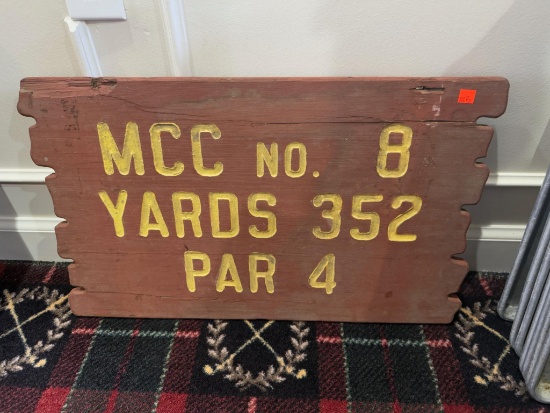 MCC NO. 8
YARDS 352
PAR 4